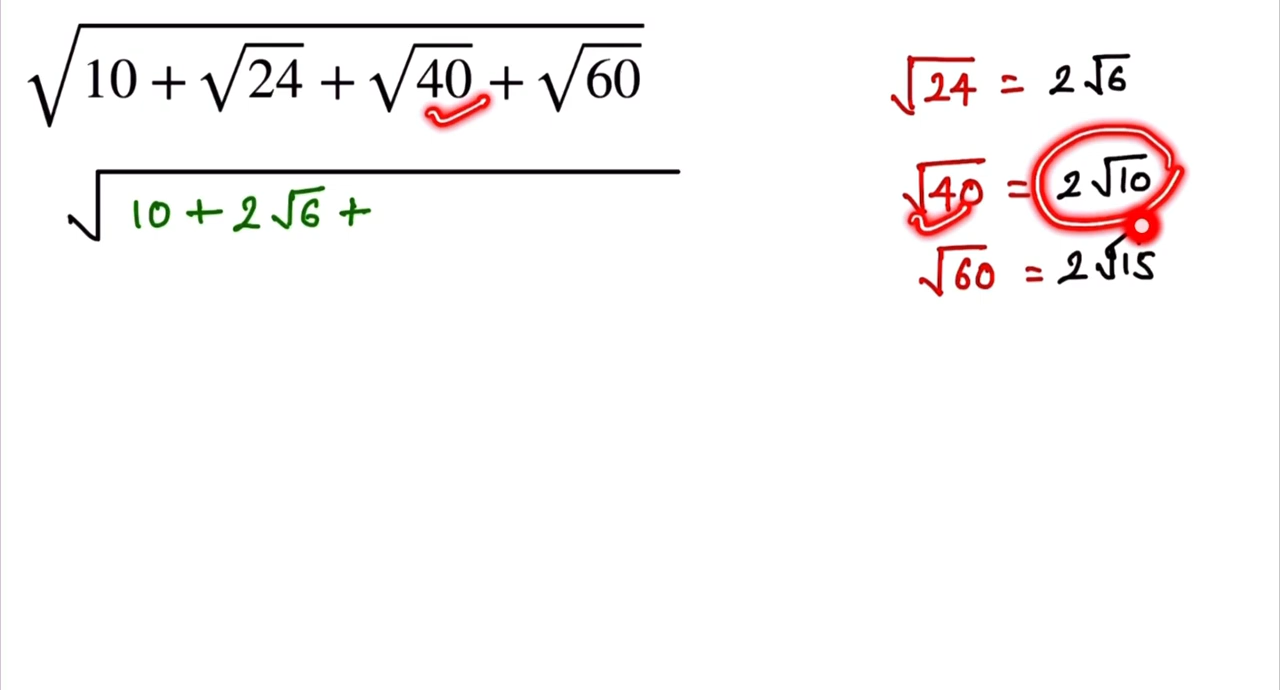 √(10 + √24 + √40 + √60)
√24 = 2√6
√40 = 2√10
√(10 + 2√6 +
√60 = 2√15